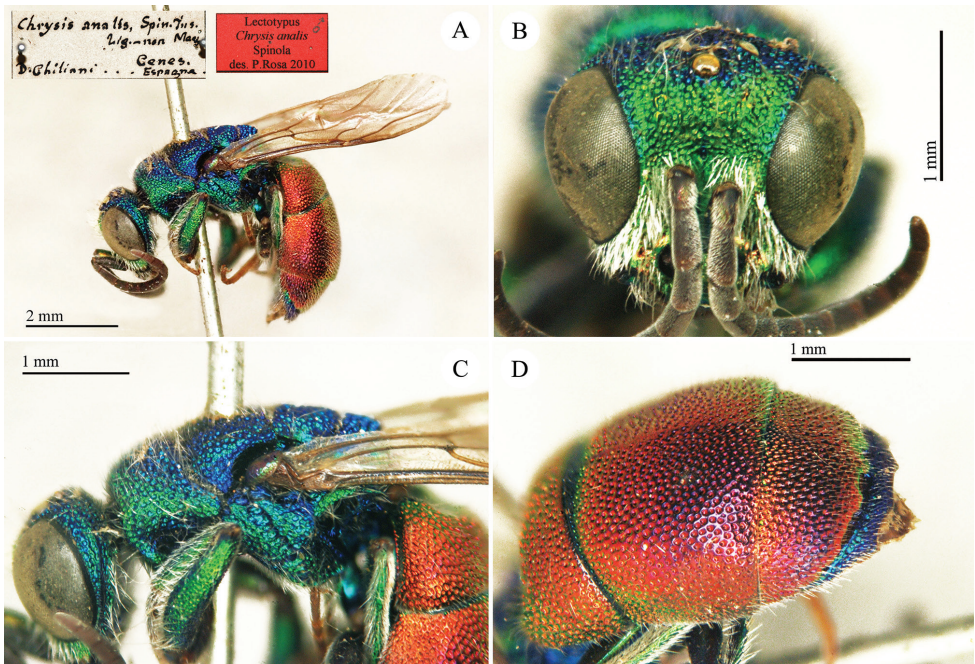 Chrysis analis, Spin. Ins.
Lig. non May
D. Ghiliani . . . Genes.
Espagna.
Lectotypus ♂
Chrysis analis
Spinola
des. P.Rosa 2010
A
2 mm
B
1 mm
1 mm
C
1 mm
D